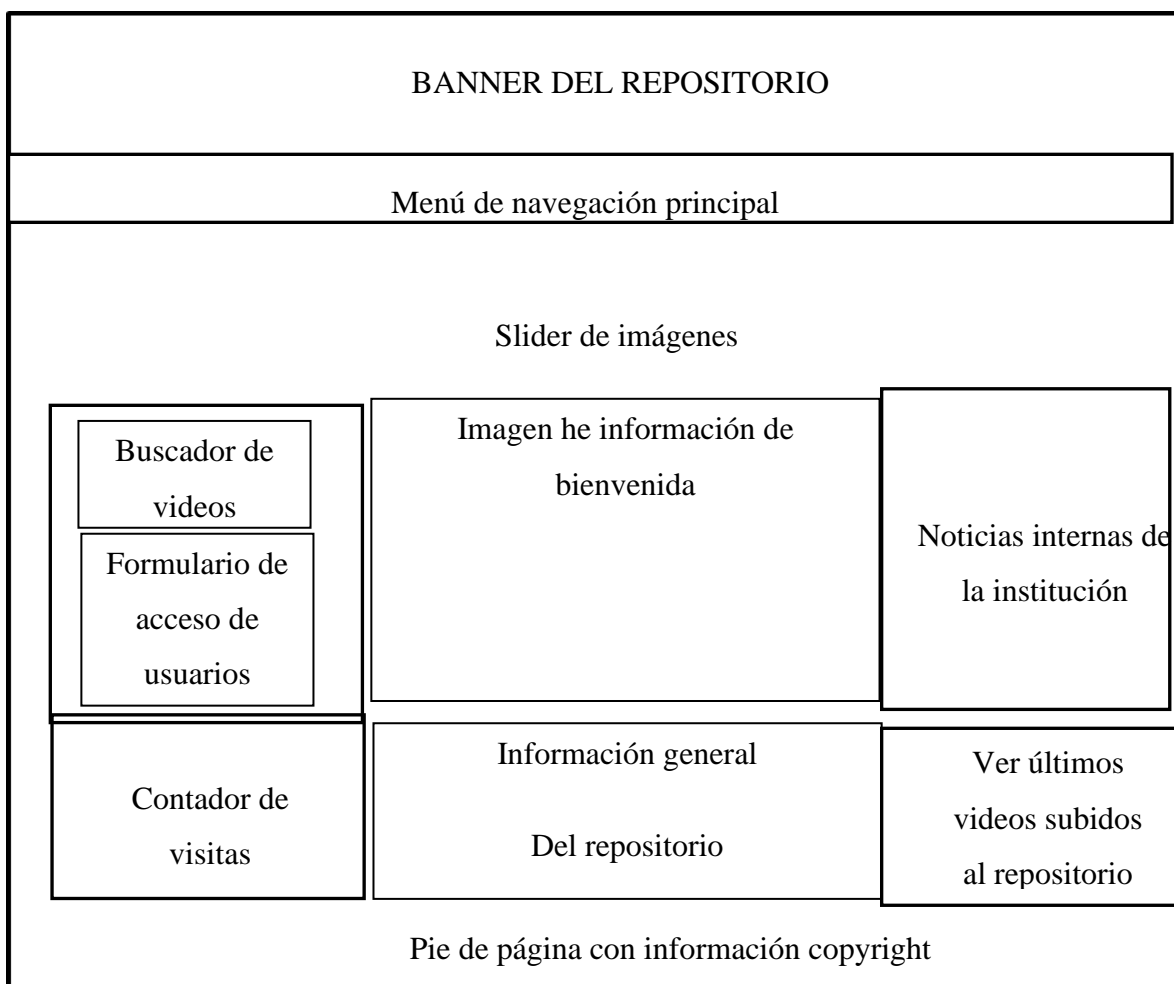 BANNER DEL REPOSITORIO
Menú de navegación principal
Slider de imágenes
Buscador de
videos
Formulario de
acceso de
usuarios
Imagen he información de
bienvenida
Noticias internas de
la institución
Contador de
visitas
Información general
Del repositorio
Ver últimos
videos subidos
al repositorio
Pie de página con información copyright